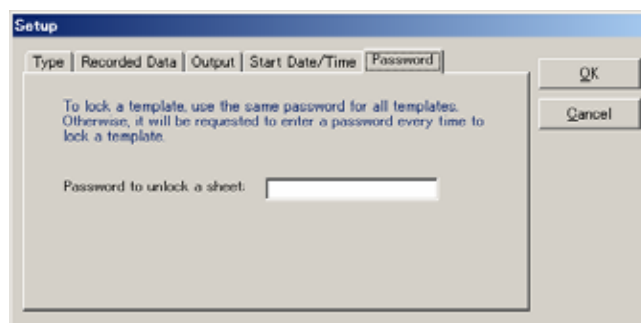 Setup
Type Recorded Data Output Start Date/Time Password
OK
Cancel
To lock a template, use the same password for all templates.
Otherwise, it will be requested to enter a password every time to
lock a template.
Password to unlock a sheet: